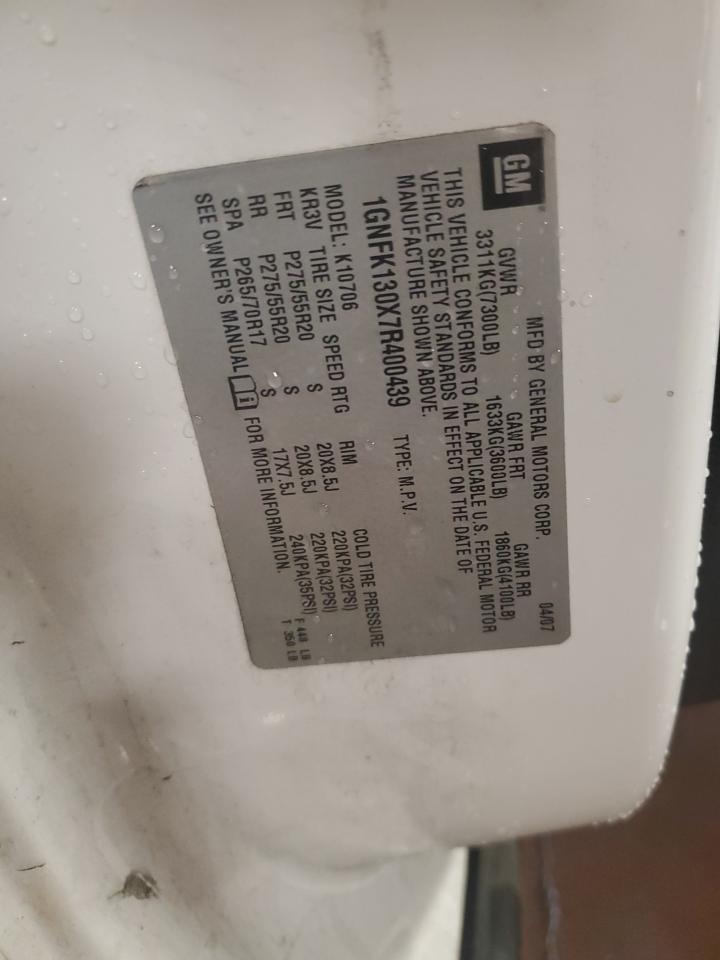 GM
MFD BY GENERAL MOTORS CORP. 04/07
GVWR GAWR FRT GAWR RR
3311KG(7300LB) 1633KG(3600LB) 1860KG(4100LB)
THIS VEHICLE CONFORMS TO ALL APPLICABLE U.S. FEDERAL MOTOR
VEHICLE SAFETY STANDARDS IN EFFECT ON THE DATE OF
MANUFACTURE SHOWN ABOVE.
1GNFK130X7R400439 TYPE: M.P.V.
MODEL: K10706
KR3V TIRE SIZE SPEED RTG RIM COLD TIRE PRESSURE
FRT P275/55R20 S 20X8.5J 220KPA(32PSI)
RR P275/55R20 S 20X8.5J 220KPA(32PSI)
SPA P265/70R17 17X7.5J 240KPA(35PSI)
SEE OWNER'S MANUAL i FOR MORE INFORMATION.
F 448 LB
T 350 LB